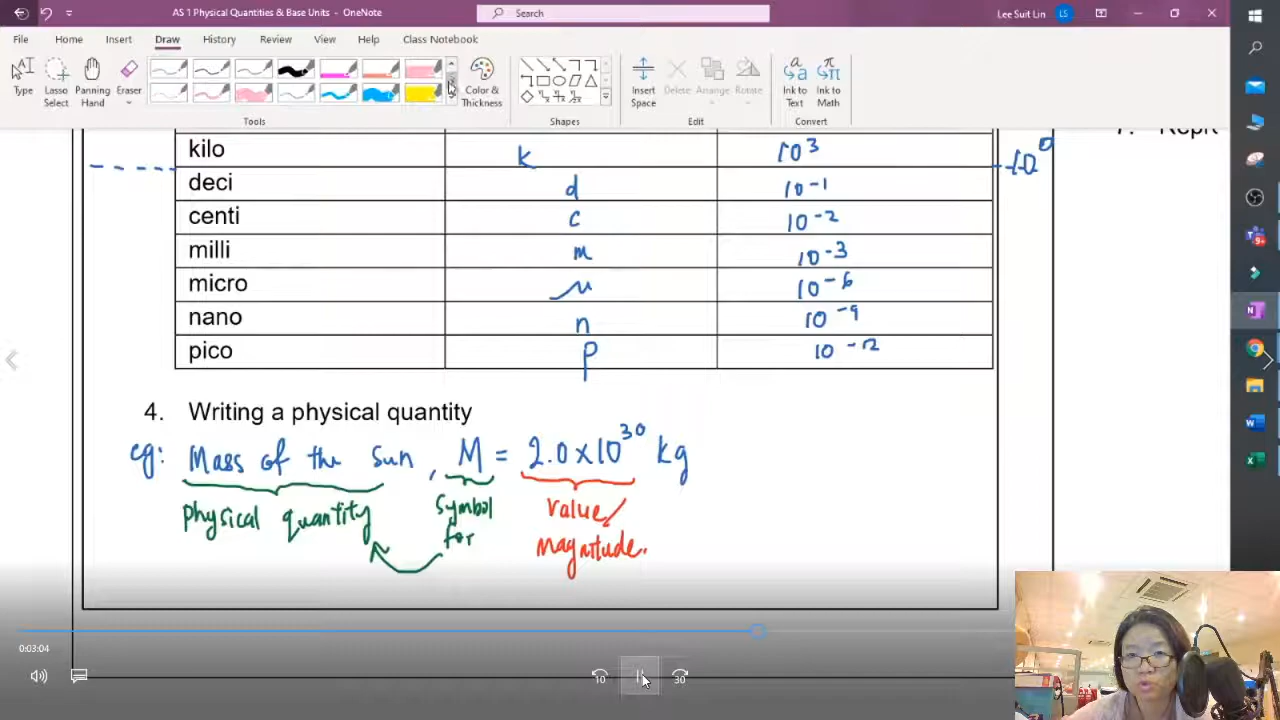 AS 1 Physical Quantities & Base Units - OneNote
Search
Lee Suit Lin LS
File Home Insert Draw History Review View Help Class Notebook
Type Lasso Select Panning Hand Eraser Color & Thickness Insert Space Delete Arrange Rotate Ink to Text Ink to Math
Tools Shapes Edit Convert
kilo k 10³ 10⁰
deci d 10⁻¹
centi c 10⁻²
milli m 10⁻³
micro μ 10⁻⁶
nano n 10⁻⁹
pico p 10⁻¹²
4. Writing a physical quantity
eg: Mass of the Sun, M = 2.0×10³⁰ kg
physical quantity symbol for value/ magnitude.
0:03:04
10 30